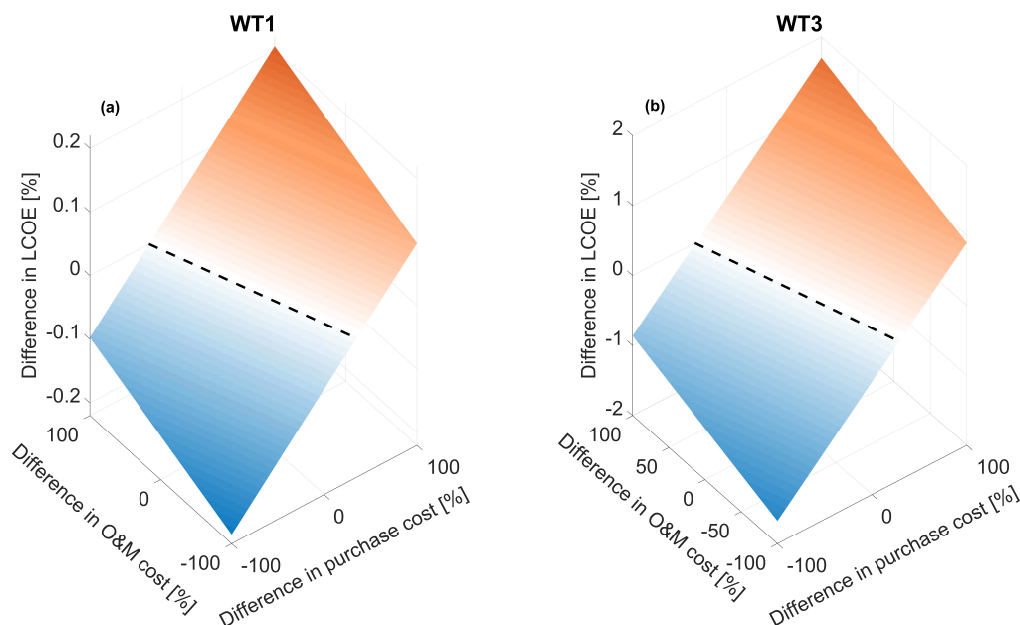 WT1
(a)
Difference in LCOE [%]
0.2
0.1
0
-0.1
-0.2
100
0
-100
Difference in O&M cost [%]
-100
0
100
Difference in purchase cost [%]
WT3
(b)
Difference in LCOE [%]
2
1
0
-1
-2
100
50
0
-50
-100
Difference in O&M cost [%]
-100
0
100
Difference in purchase cost [%]